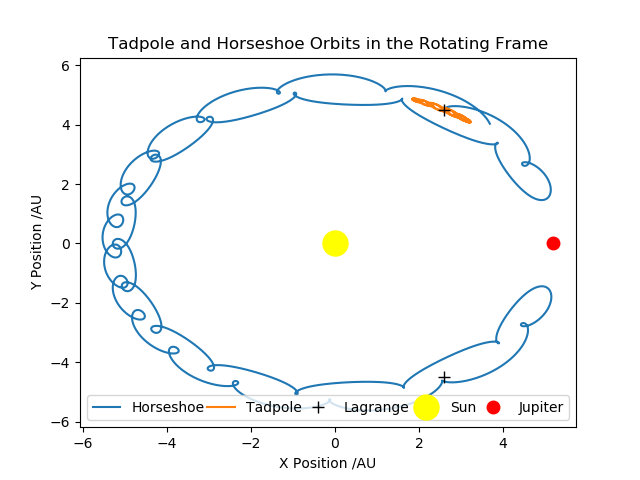 Tadpole and Horseshoe Orbits in the Rotating Frame
6
4
2
0
−2
−4
−6
Y Position /AU
Horseshoe Tadpole Lagrange Sun Jupiter
−6 −4 −2 0 2 4
X Position /AU